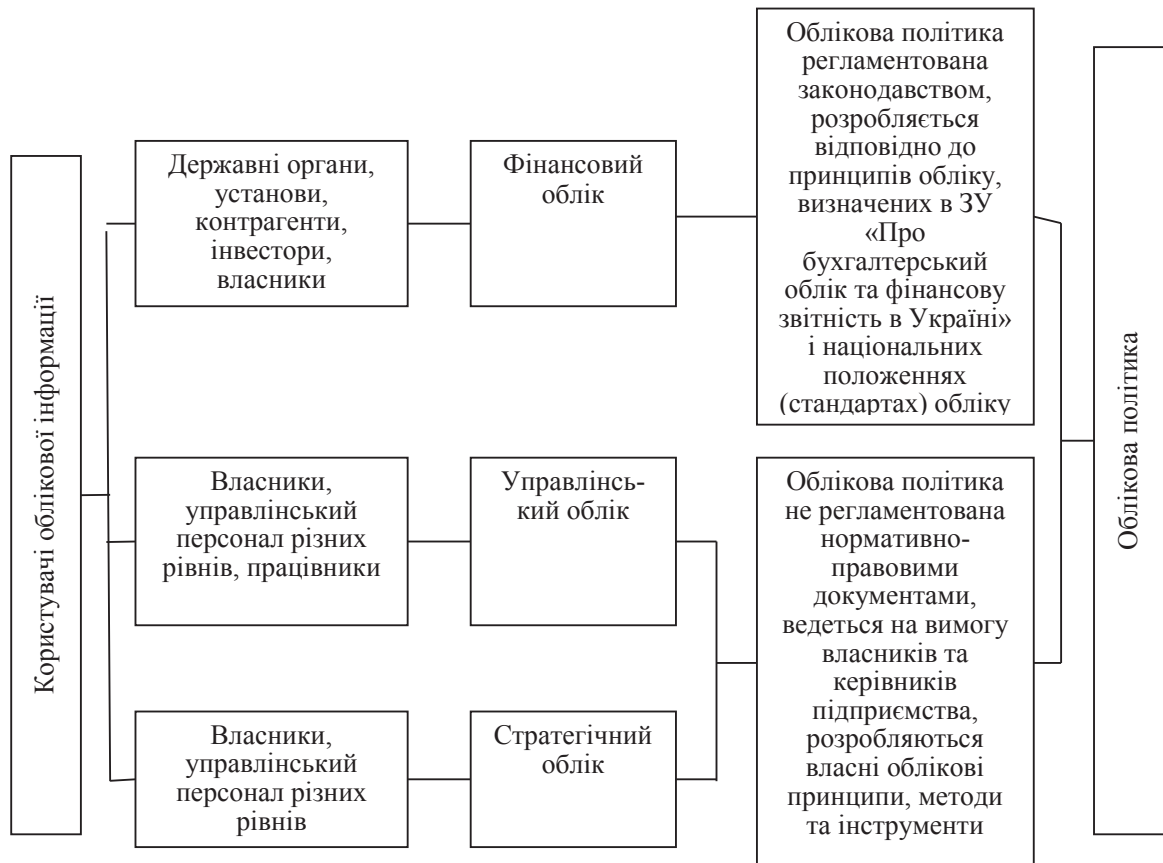 Користувачі облікової інформації
Державні органи,
установи,
контрагенти,
інвестори,
власники
Фінансовий
облік
Облікова політика
регламентована
законодавством,
розробляється
відповідно до
принципів обліку,
визначених в ЗУ
«Про
бухгалтерський
облік та фінансову
звітність в Україні»
і національних
положеннях
(стандартах) обліку
Власники,
управлінський
персонал різних
рівнів, працівники
Управлінсь-
кий облік
Власники,
управлінський
персонал різних
рівнів
Стратегічний
облік
Облікова політика
не регламентована
нормативно-
правовими
документами,
ведеться на вимогу
власників та
керівників
підприємства,
розробляються
власні облікові
принципи, методи
та інструменти
Облікова політика